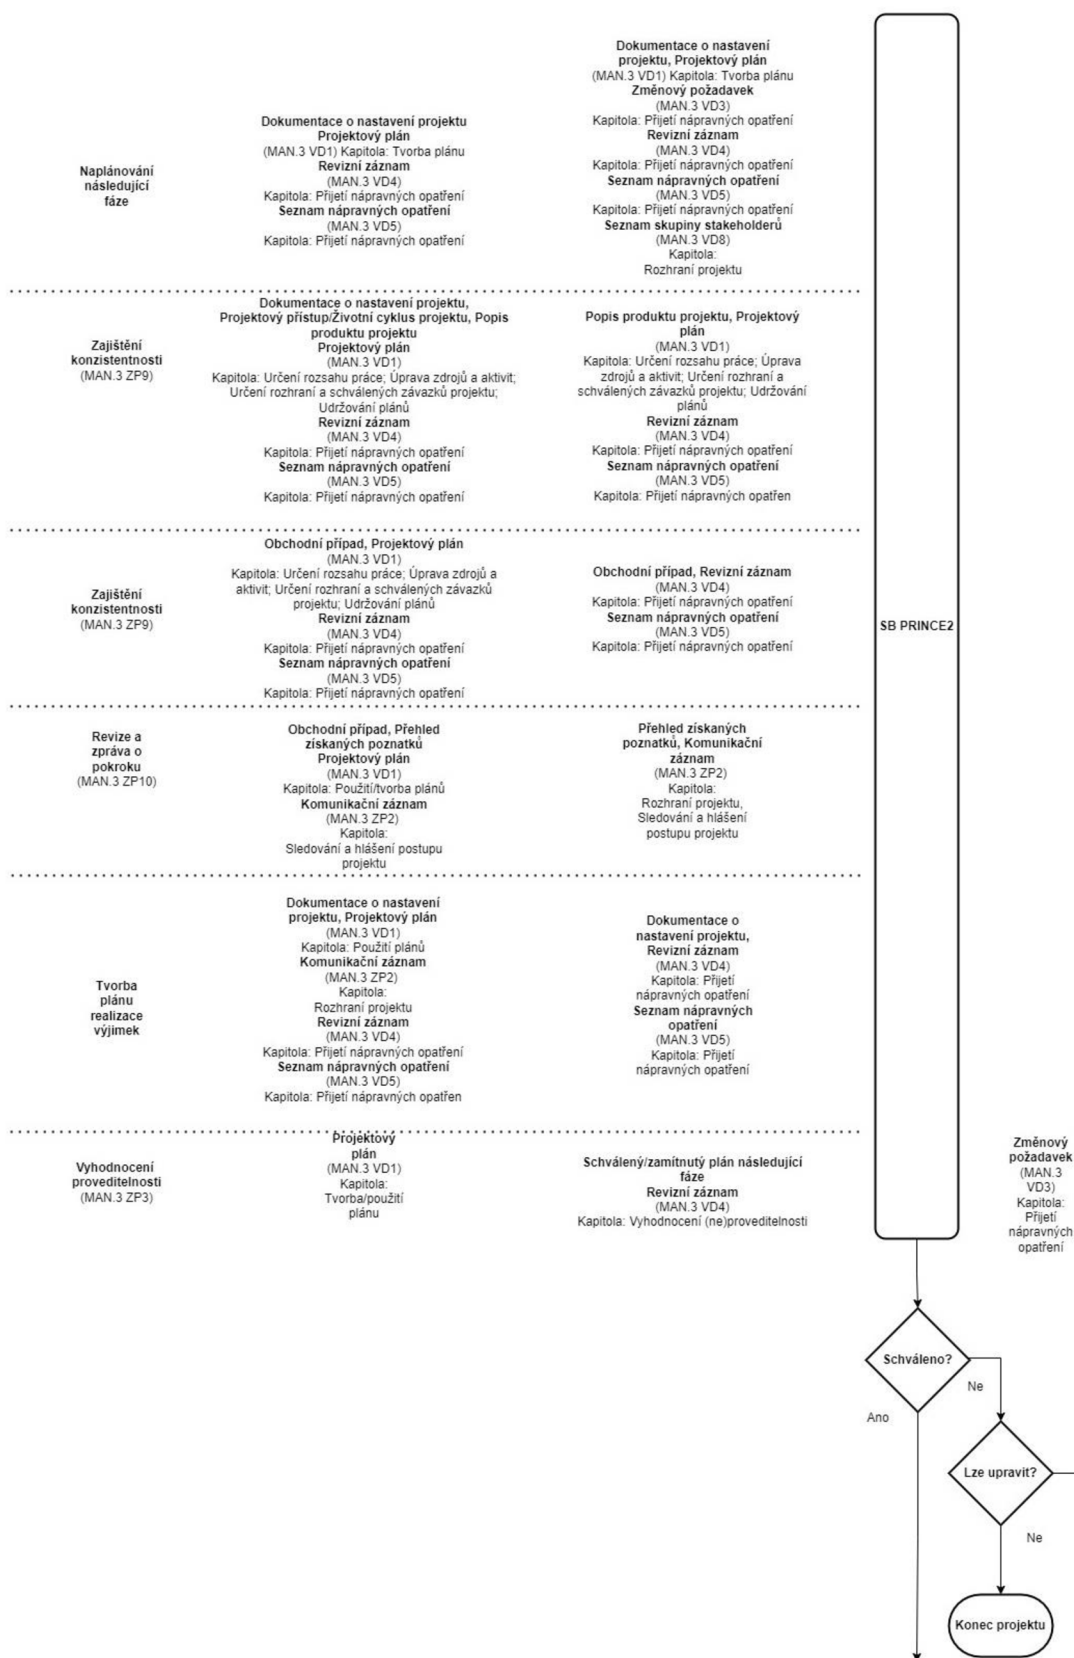 Naplánování
následující
fáze
Dokumentace o nastavení projektu
Projektový plán
(MAN.3 VD1) Kapitola: Tvorba plánu
Revizní záznam
(MAN.3 VD4)
Kapitola: Přijetí nápravných opatření
Seznam nápravných opatření
(MAN.3 VD5)
Kapitola: Přijetí nápravných opatření
Dokumentace o nastavení
projektu, Projektový plán
(MAN.3 VD1) Kapitola: Tvorba plánu
Změnový požadavek
(MAN.3 VD3)
Kapitola: Přijetí nápravných opatření
Revizní záznam
(MAN.3 VD4)
Kapitola: Přijetí nápravných opatření
Seznam nápravných opatření
(MAN.3 VD5)
Kapitola: Přijetí nápravných opatření
Seznam skupiny stakeholderů
(MAN.3 VD8)
Kapitola:
Rozhraní projektu
Zajištění
konzistentnosti
(MAN.3 ZP9)
Dokumentace o nastavení projektu,
Projektový přístup/Životní cyklus projektu, Popis
produktu projektu
Projektový plán
(MAN.3 VD1)
Kapitola: Určení rozsahu práce; Úprava zdrojů a aktivit;
Určení rozhraní a schválených závazků projektu;
Udržování plánů
Revizní záznam
(MAN.3 VD4)
Kapitola: Přijetí nápravných opatření
Seznam nápravných opatření
(MAN.3 VD5)
Kapitola: Přijetí nápravných opatření
Popis produktu projektu, Projektový
plán
(MAN.3 VD1)
Kapitola: Určení rozsahu práce; Úprava
zdrojů a aktivit; Určení rozhraní a
schválených závazků projektu; Udržování
plánů
Revizní záznam
(MAN.3 VD4)
Kapitola: Přijetí nápravných opatření
Seznam nápravných opatření
(MAN.3 VD5)
Kapitola: Přijetí nápravných opatřen
Zajištění
konzistentnosti
(MAN.3 ZP9)
Obchodní případ, Projektový plán
(MAN.3 VD1)
Kapitola: Určení rozsahu práce; Úprava zdrojů a
aktivit; Určení rozhraní a schválených závazků
projektu; Udržování plánů
Revizní záznam
(MAN.3 VD4)
Kapitola: Přijetí nápravných opatření
Seznam nápravných opatření
(MAN.3 VD5)
Kapitola: Přijetí nápravných opatření
Obchodní případ, Revizní záznam
(MAN.3 VD4)
Kapitola: Přijetí nápravných opatření
Seznam nápravných opatření
(MAN.3 VD5)
Kapitola: Přijetí nápravných opatření
SB PRINCE2
Revize a
zpráva o
pokroku
(MAN.3 ZP10)
Obchodní případ, Přehled
získaných poznatků
Projektový plán
(MAN.3 VD1)
Kapitola: Použití/tvorba plánů
Komunikační záznam
(MAN.3 ZP2)
Kapitola:
Sledování a hlášení postupu
projektu
Přehled získaných
poznatků, Komunikační
záznam
(MAN.3 ZP2)
Kapitola:
Rozhraní projektu,
Sledování a hlášení
postupu projektu
Tvorba
plánu
realizace
výjimek
Dokumentace o nastavení
projektu, Projektový plán
(MAN.3 VD1)
Kapitola: Použití plánů
Komunikační záznam
(MAN.3 ZP2)
Kapitola:
Rozhraní projektu
Revizní záznam
(MAN.3 VD4)
Kapitola: Přijetí nápravných opatření
Seznam nápravných opatření
(MAN.3 VD5)
Kapitola: Přijetí nápravných opatřen
Dokumentace o
nastavení projektu,
Revizní záznam
(MAN.3 VD4)
Kapitola: Přijetí
nápravných opatření
Seznam nápravných
opatření
(MAN.3 VD5)
Kapitola: Přijetí
nápravných opatření
Vyhodnocení
proveditelnosti
(MAN.3 ZP3)
Projektový
plán
(MAN.3 VD1)
Kapitola:
Tvorba/použití
plánu
Schválený/zamítnutý plán následující
fáze
Revizní záznam
(MAN.3 VD4)
Kapitola: Vyhodnocení (ne)proveditelnosti
Změnový
požadavek
(MAN.3
VD3)
Kapitola:
Přijetí
nápravných
opatření
Schváleno?
Ne
Ano
Lze upravit?
Ne
Konec projektu